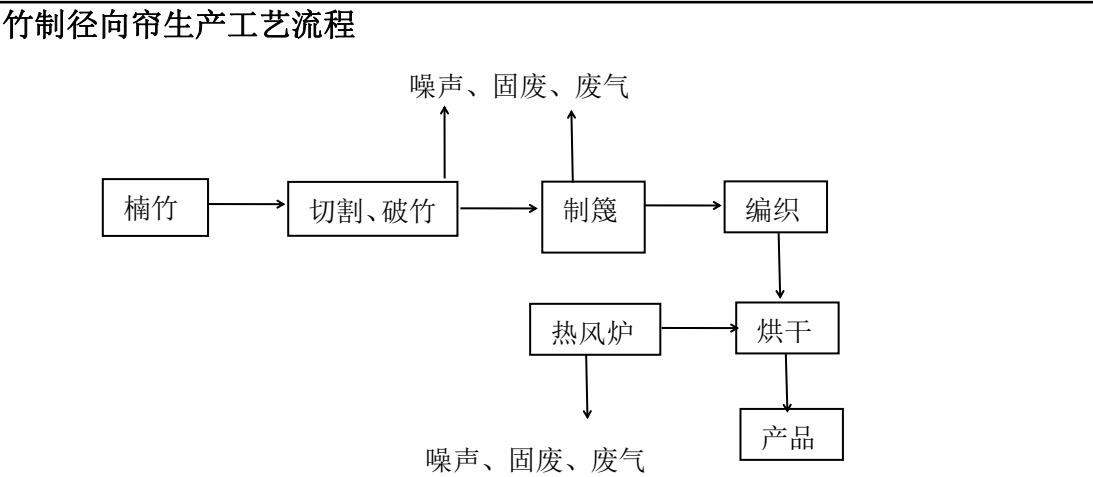 竹制径向帘生产工艺流程
噪声、固废、废气
楠竹
切割、破竹
制篾
编织
热风炉
烘干
产品
噪声、固废、废气